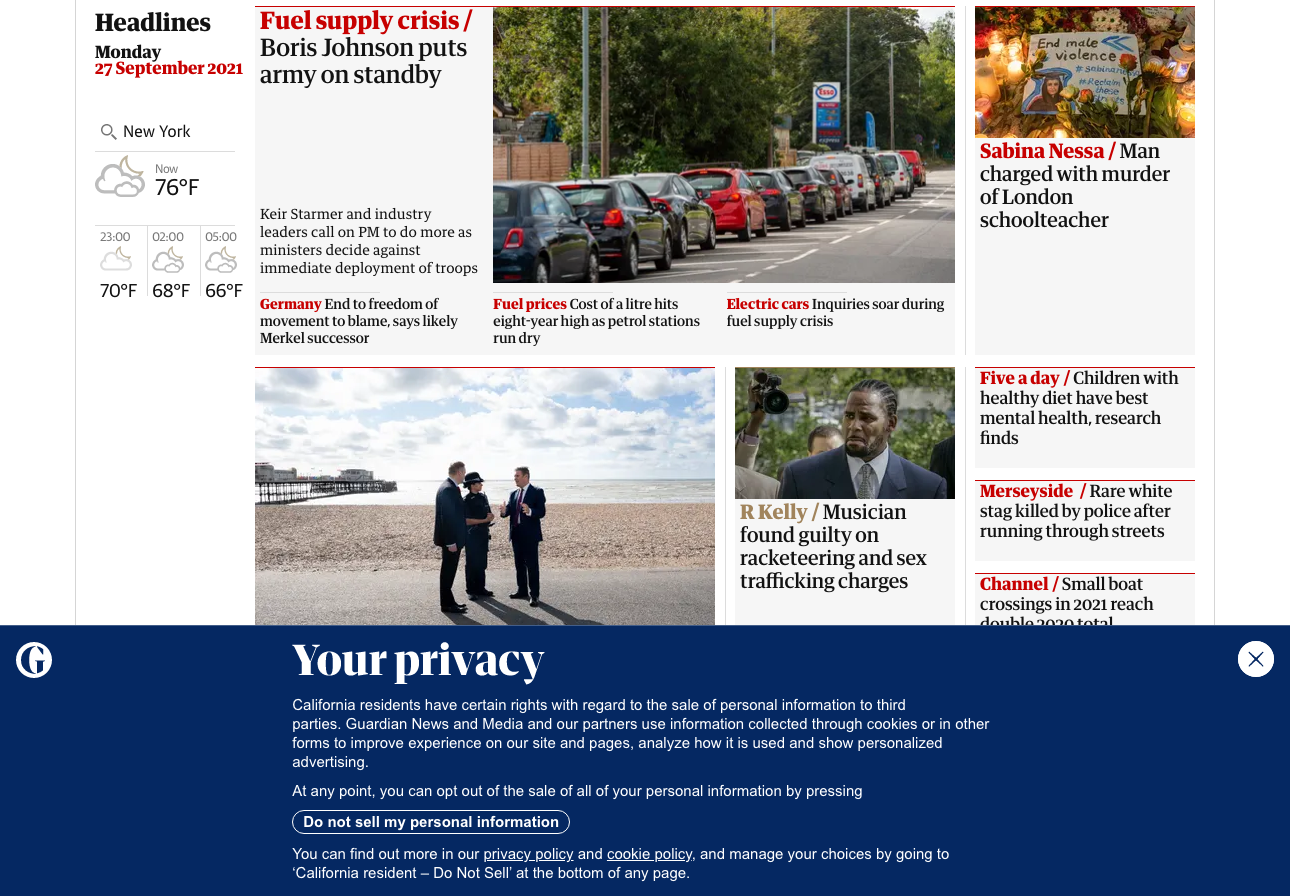 Headlines
Monday
27 September 2021
New York
Now
76°F
23:00
02:00
05:00
70°F
68°F
66°F
Fuel supply crisis /
Boris Johnson puts
army on standby
Keir Starmer and industry
leaders call on PM to do more as
ministers decide against
immediate deployment of troops
Esso
express
Germany End to freedom of
movement to blame, says likely
Merkel successor
Fuel prices Cost of a litre hits
eight-year high as petrol stations
run dry
Electric cars Inquiries soar during
fuel supply crisis
End male
violence
#Reclaim
these
streets
Sabina Nessa / Man
charged with murder
of London
schoolteacher
R Kelly / Musician
found guilty on
racketeering and sex
trafficking charges
Five a day / Children with
healthy diet have best
mental health, research
finds
Merseyside / Rare white
stag killed by police after
running through streets
Channel / Small boat
crossings in 2021 reach
double 2020 total
G
Your privacy
California residents have certain rights with regard to the sale of personal information to third
parties. Guardian News and Media and our partners use information collected through cookies or in other
forms to improve experience on our site and pages, analyze how it is used and show personalized
advertising.
At any point, you can opt out of the sale of all of your personal information by pressing
Do not sell my personal information
You can find out more in our privacy policy and cookie policy, and manage your choices by going to
‘California resident – Do Not Sell’ at the bottom of any page.